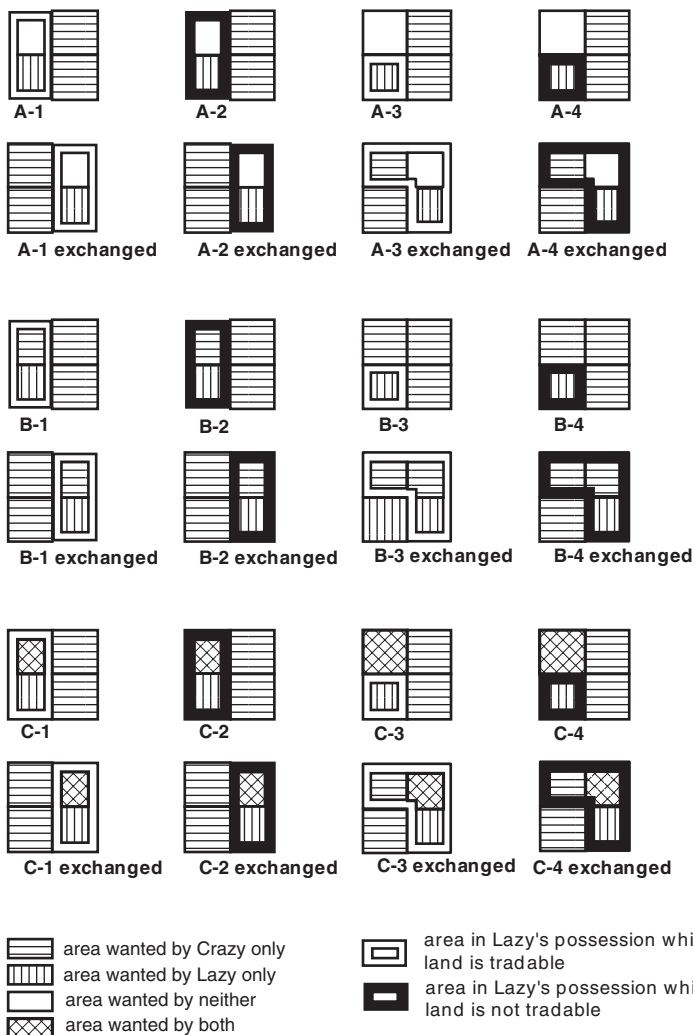 A-1 A-2 A-3 A-4
A-1 exchanged A-2 exchanged A-3 exchanged A-4 exchanged
B-1 B-2 B-3 B-4
B-1 exchanged B-2 exchanged B-3 exchanged B-4 exchanged
C-1 C-2 C-3 C-4
C-1 exchanged C-2 exchanged C-3 exchanged C-4 exchanged
area wanted by Crazy only
area wanted by Lazy only
area wanted by neither
area wanted by both
area in Lazy's possession whi
land is tradable
area in Lazy's possession whi
land is not tradable